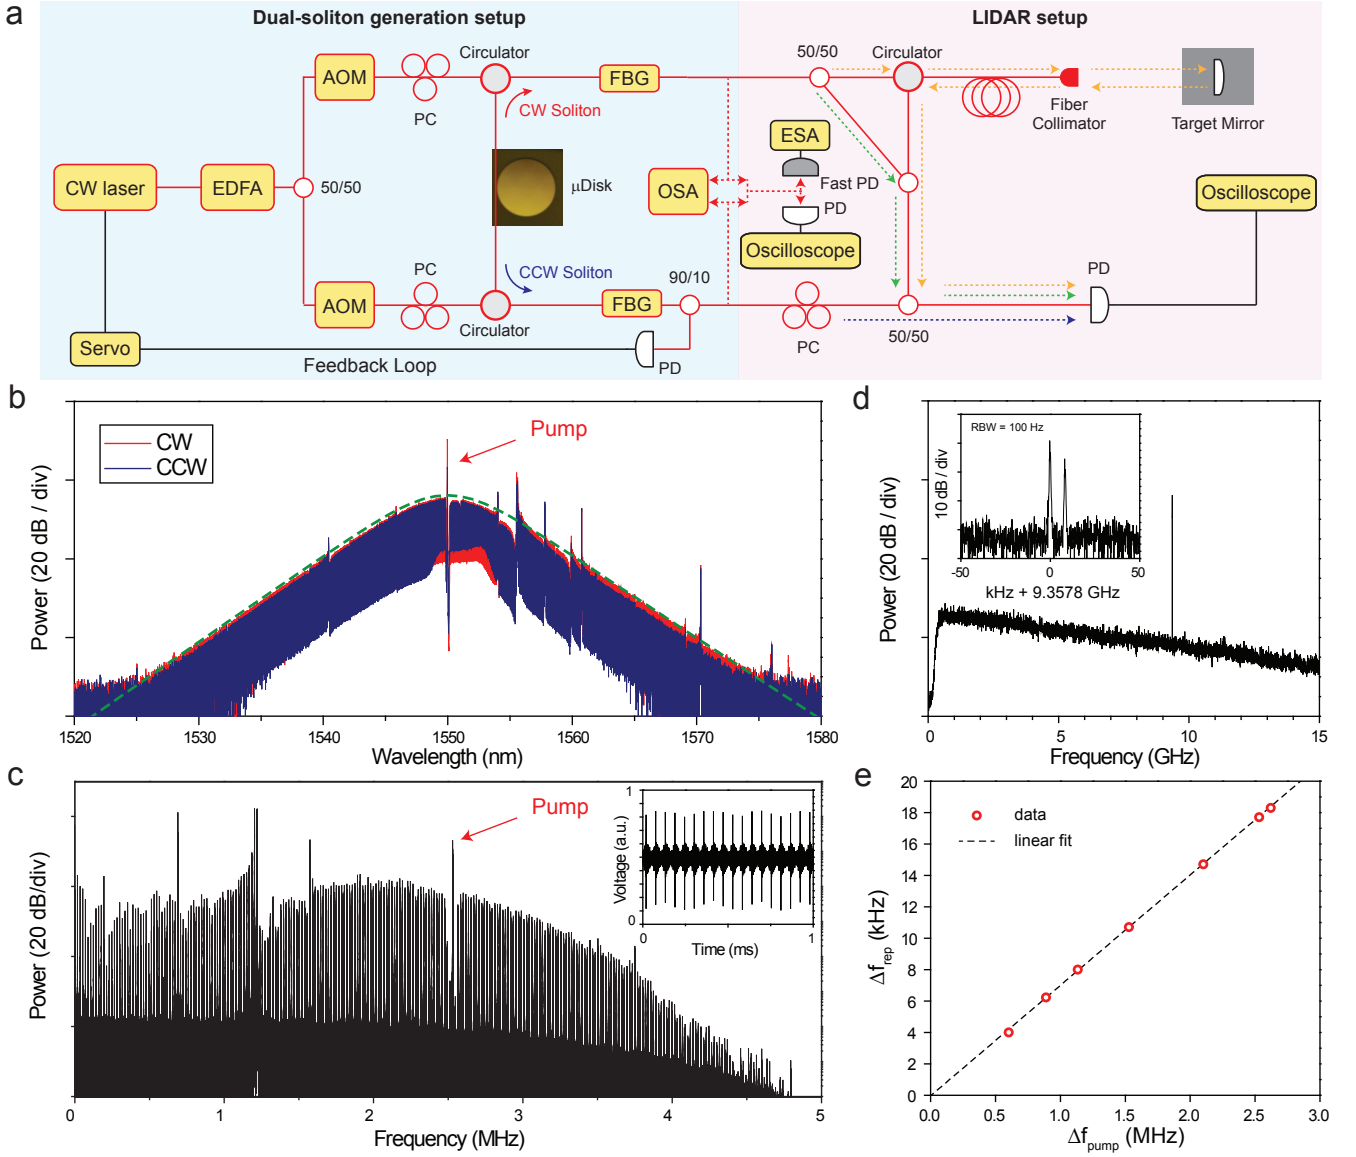 a
Dual-soliton generation setup
LIDAR setup
AOM
PC
Circulator
FBG
CW Soliton
50/50
Circulator
Fiber
Collimator
Target Mirror
CW laser
EDFA
50/50
μDisk
OSA
ESA
Fast PD
PD
Oscilloscope
Oscilloscope
AOM
PC
Circulator
CCW Soliton
FBG
90/10
PC
50/50
PD
Servo
Feedback Loop
PD
b
CW
CCW
Pump
Power (20 dB / div)
1520
1530
1540
1550
1560
1570
1580
Wavelength (nm)
c
Pump
Power (20 dB/div)
0
1
2
3
4
5
Frequency (MHz)
Voltage (a.u.)
1
0
0
1
Time (ms)
d
Power (20 dB / div)
RBW = 100 Hz
10 dB / div
-50
0
50
kHz + 9.3578 GHz
0
5
10
15
Frequency (GHz)
e
data
linear fit
Δf_rep (kHz)
20
18
16
14
12
10
8
6
4
2
0
0.0
0.5
1.0
1.5
2.0
2.5
3.0
Δf_pump (MHz)